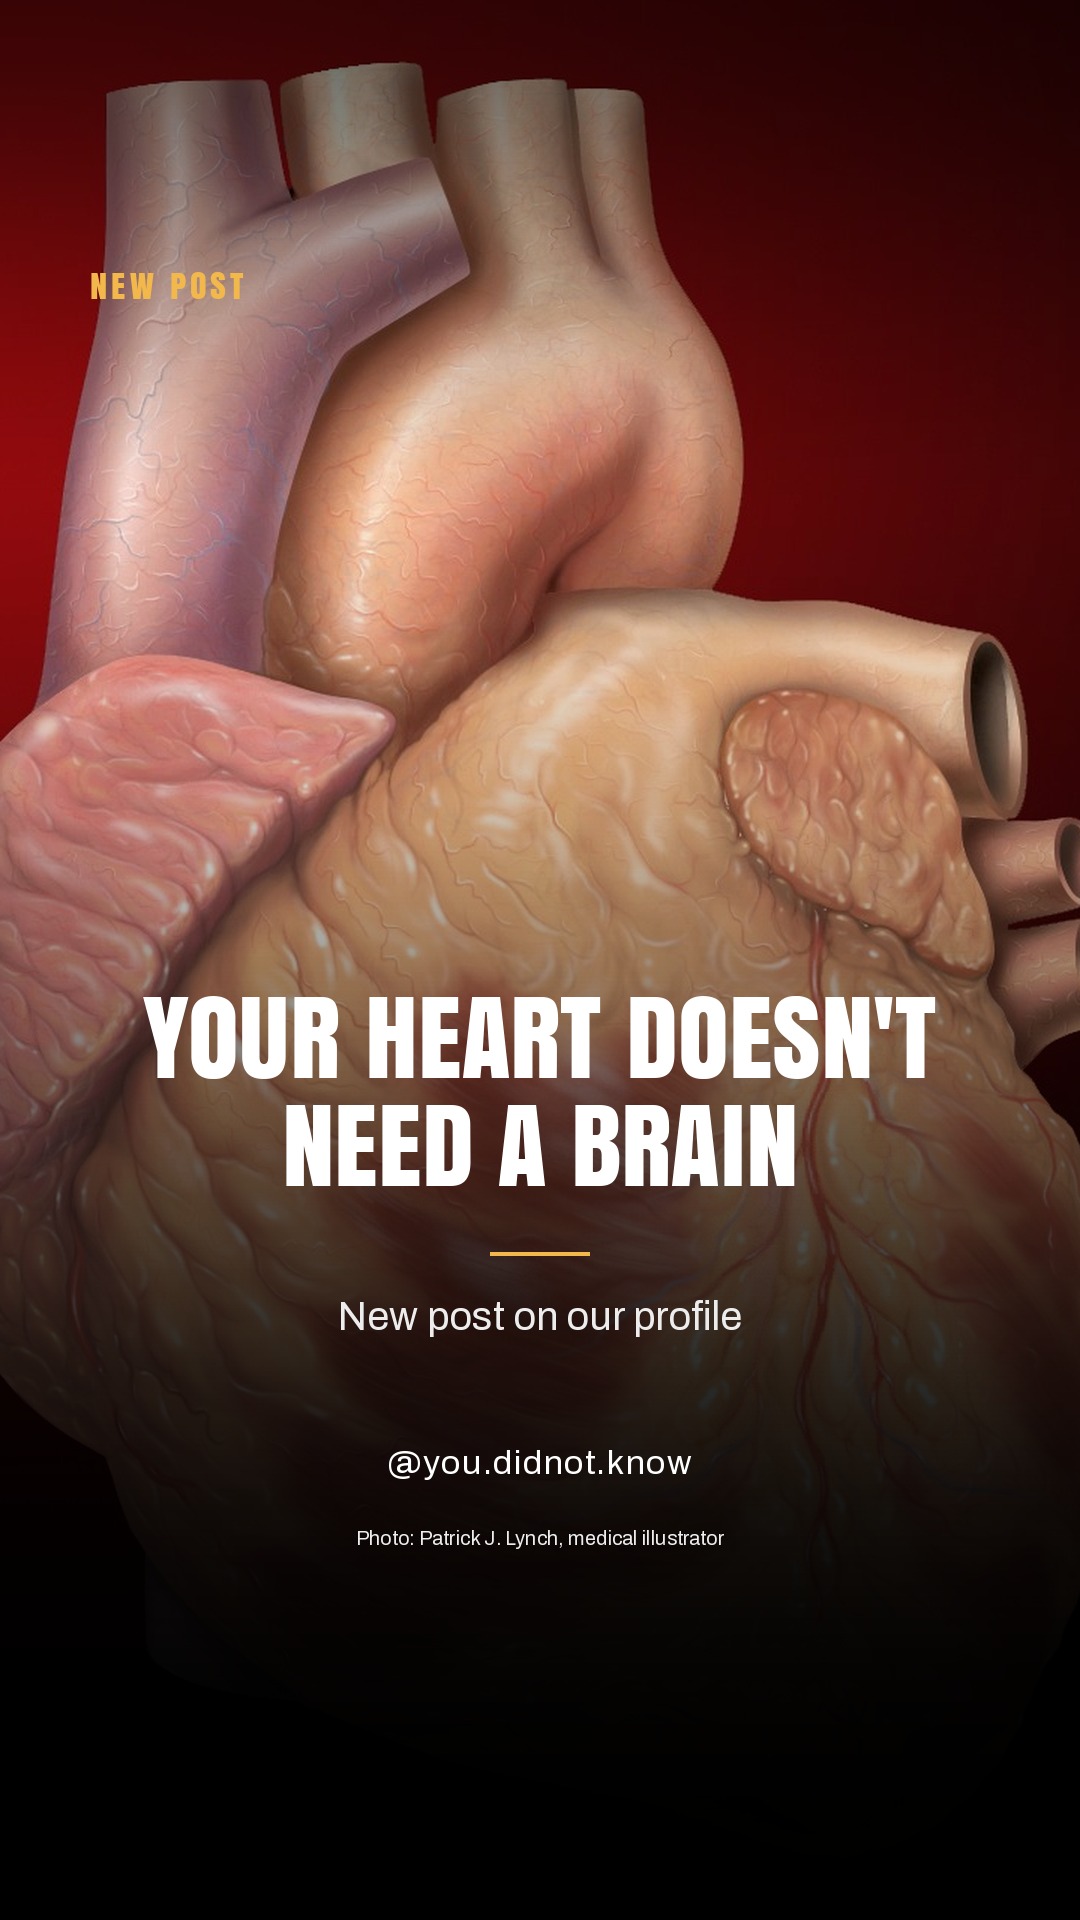 NEW POST
YOUR HEART DOESN'T
NEED A BRAIN
New post on our profile
@you.didnot.know
Photo: Patrick J. Lynch, medical illustrator